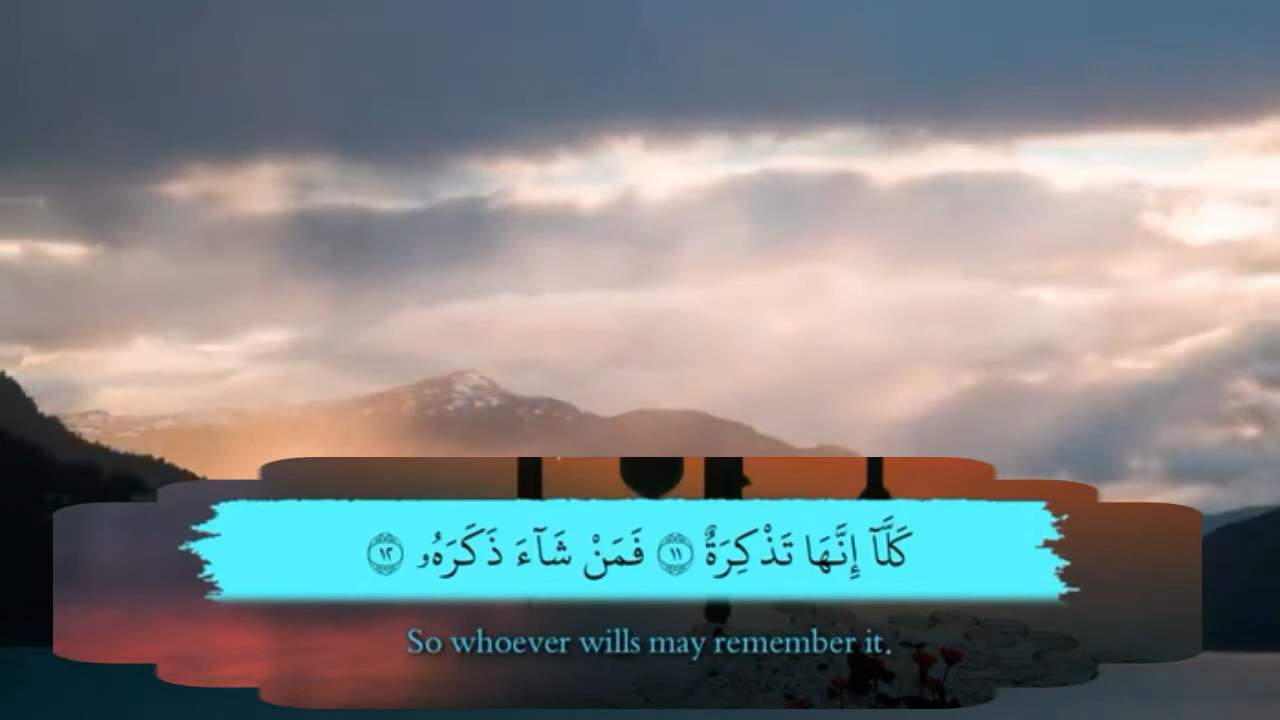 كَلَّآ إِنَّهَا تَذْكِرَةٌ ۝١١ فَمَنْ شَآءَ ذَكَرَهُۥ ۝١٢
So whoever wills may remember it.